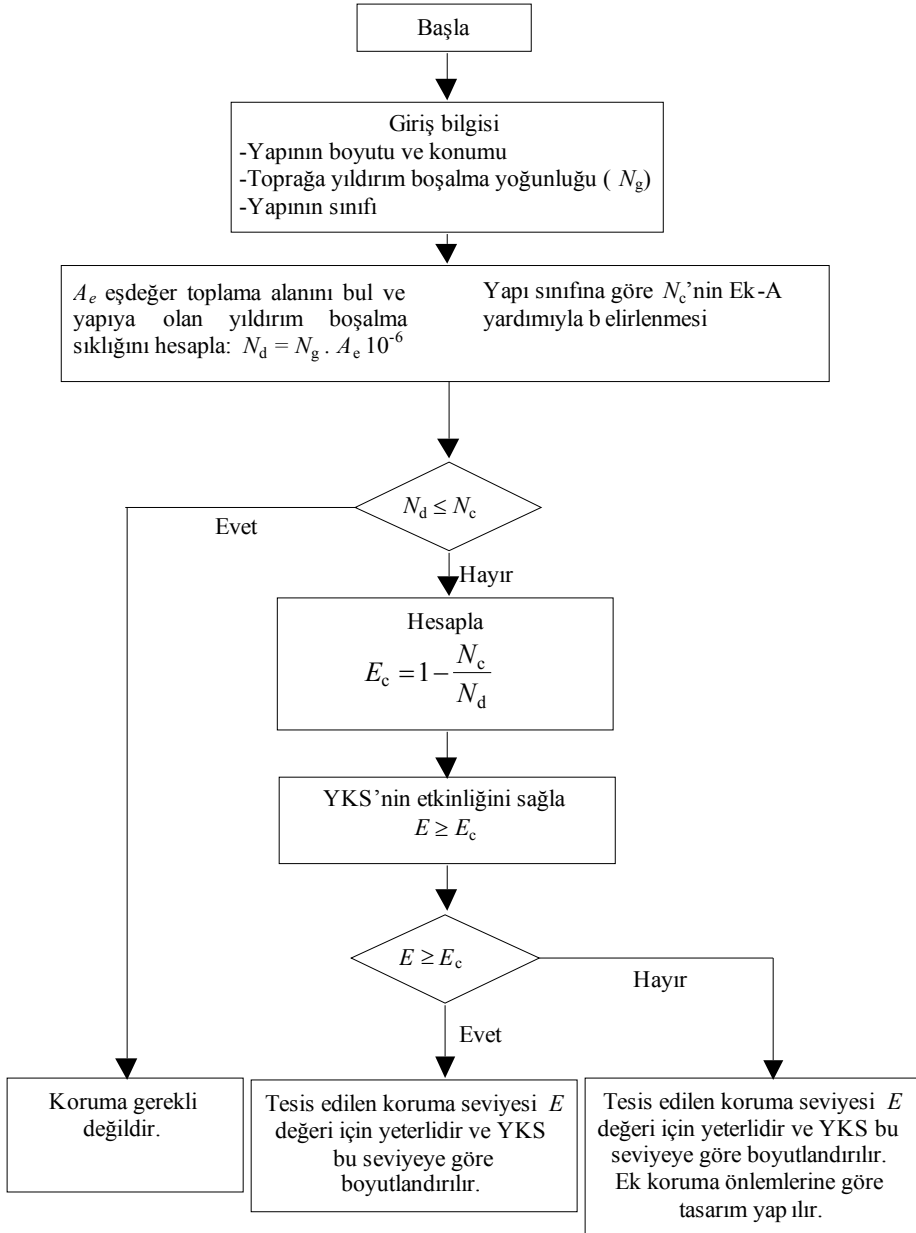 Başla
Giriş bilgisi
-Yapının boyutu ve konumu
-Toprağa yıldırım boşalma yoğunluğu ( Ng)
-Yapının sınıfı
Ae eşdeğer toplama alanını bul ve
yapıya olan yıldırım boşalma
sıklığını hesapla: Nd = Ng . Ae 10-6
Yapı sınıfına göre Nc’nin Ek-A
yardımıyla b elirlenmesi
Nd ≤ Nc
Evet
Hayır
Hesapla
Ec = 1 − Nc / Nd
YKS’nin etkinliğini sağla
E ≥ Ec
E ≥ Ec
Hayır
Evet
Koruma gerekli
değildir.
Tesis edilen koruma seviyesi E
değeri için yeterlidir ve YKS
bu seviyeye göre
boyutlandırılır.
Tesis edilen koruma seviyesi E
değeri için yeterlidir ve YKS bu
seviyeye göre boyutlandırılır.
Ek koruma önlemlerine göre
tasarım yap ılır.